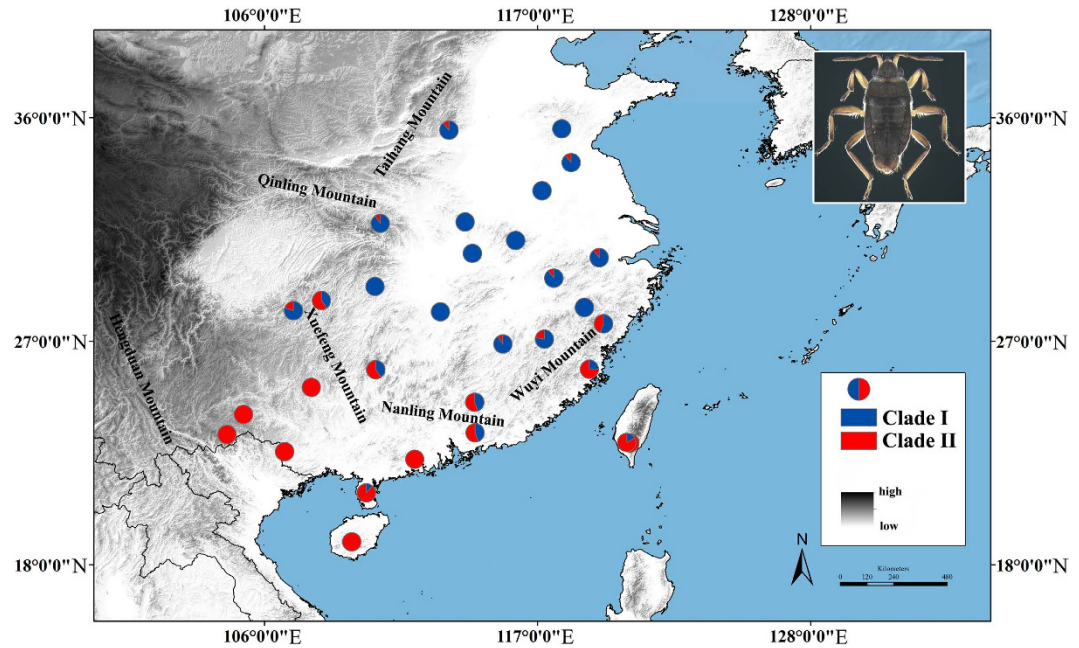 106°0'0"E 117°0'0"E 128°0'0"E
36°0'0"N 36°0'0"N
Taihang Mountain
Qinling Mountain
27°0'0"N 27°0'0"N
Hengduan Mountain
Xuefeng Mountain
Wuyi Mountain
Nanling Mountain
Clade I
Clade II
high
low
N
Kilometers
0 120 240 480
18°0'0"N 18°0'0"N
106°0'0"E 117°0'0"E 128°0'0"E